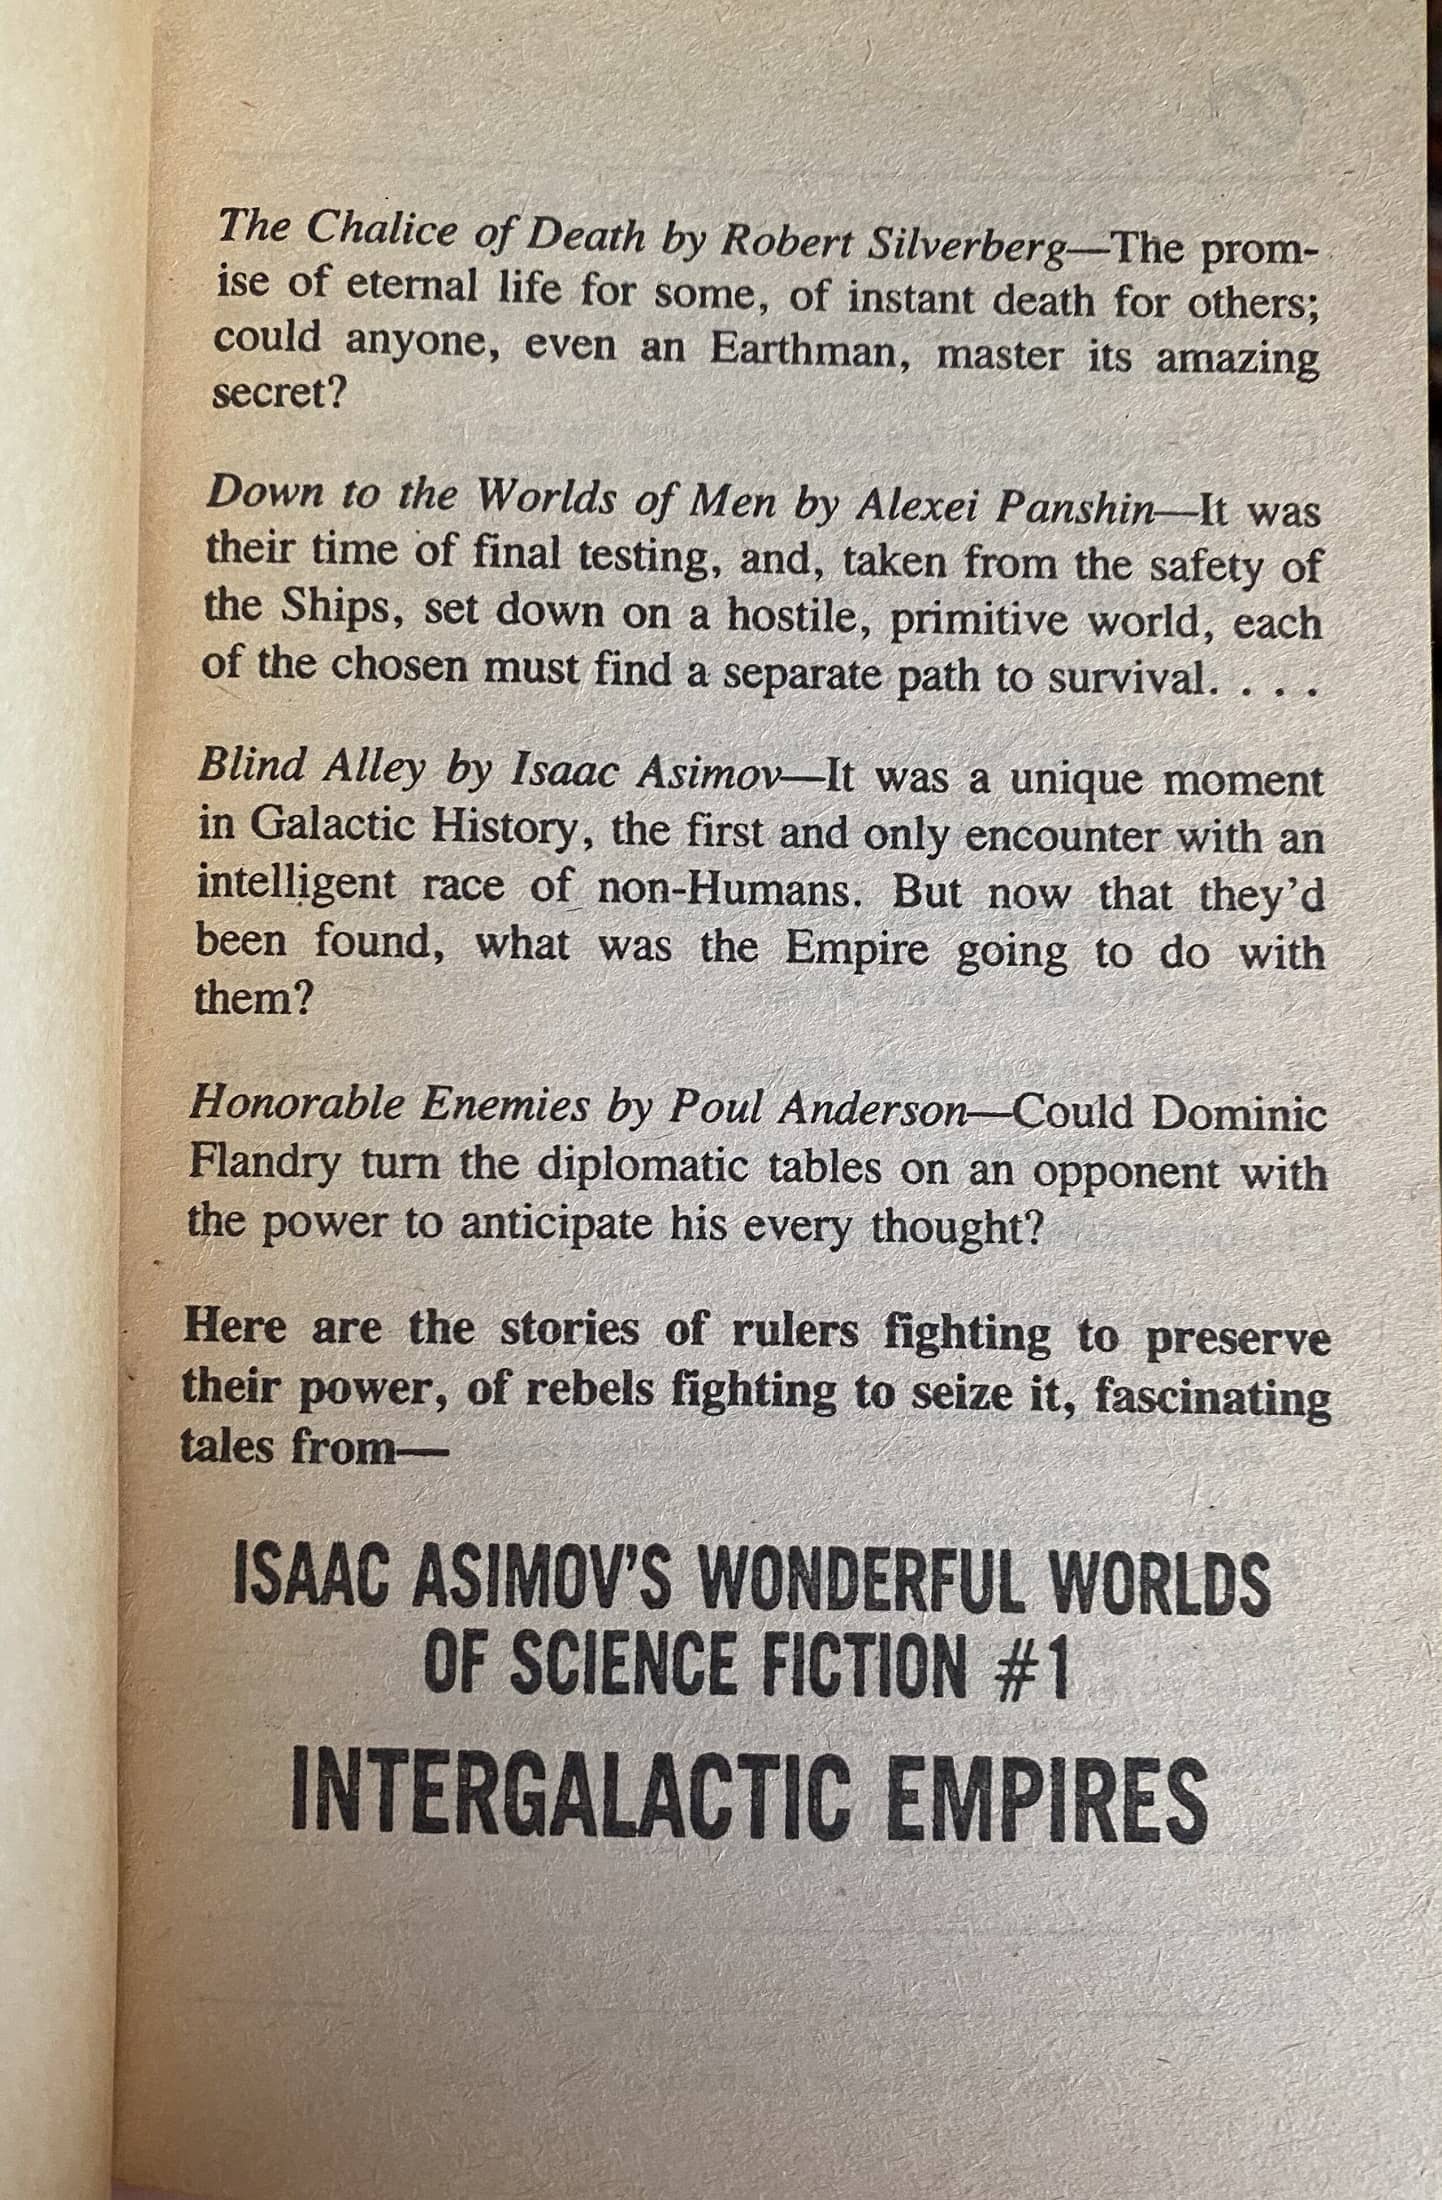 The Chalice of Death by Robert Silverberg—The prom-
ise of eternal life for some, of instant death for others;
could anyone, even an Earthman, master its amazing
secret?
Down to the Worlds of Men by Alexei Panshin—It was
their time of final testing, and, taken from the safety of
the Ships, set down on a hostile, primitive world, each
of the chosen must find a separate path to survival. . . .
Blind Alley by Isaac Asimov—It was a unique moment
in Galactic History, the first and only encounter with an
intelligent race of non-Humans. But now that they’d
been found, what was the Empire going to do with
them?
Honorable Enemies by Poul Anderson—Could Dominic
Flandry turn the diplomatic tables on an opponent with
the power to anticipate his every thought?
Here are the stories of rulers fighting to preserve
their power, of rebels fighting to seize it, fascinating
tales from—
ISAAC ASIMOV’S WONDERFUL WORLDS
OF SCIENCE FICTION #1
INTERGALACTIC EMPIRES